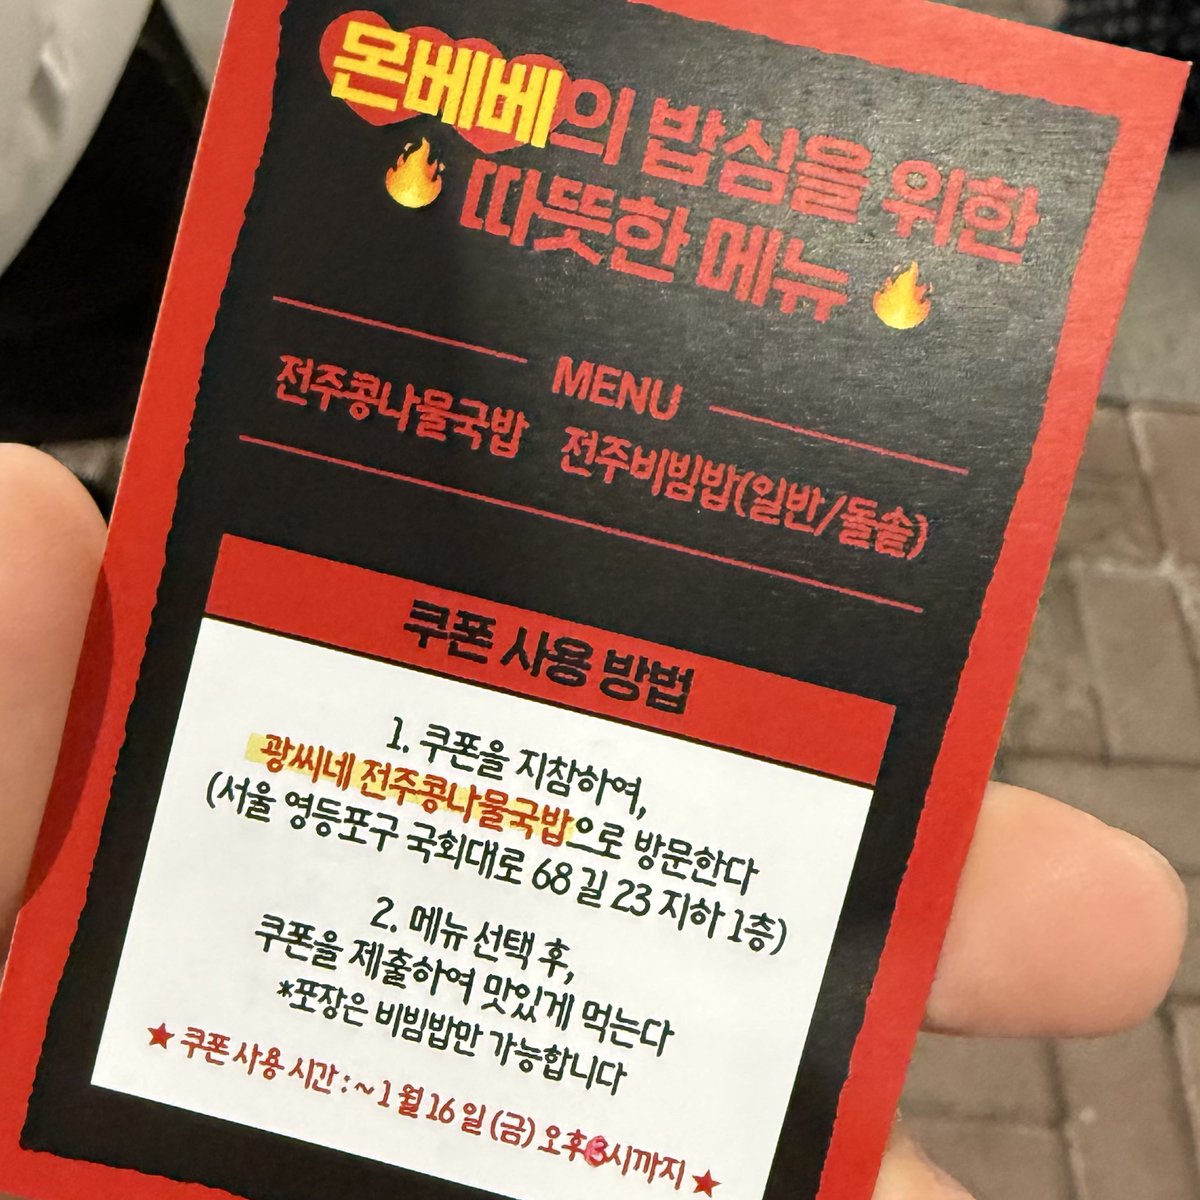 몬베베의 밥심을 위한
따뜻한 메뉴
MENU
전주콩나물국밥 전주비빔밥(일반/돌솥)
쿠폰 사용 방법
1. 쿠폰을 지참하여,
광씨네 전주콩나물국밥으로 방문한다
(서울 영등포구 국회대로 68길 23 지하 1층)
2. 메뉴 선택 후,
쿠폰을 제출하여 맛있게 먹는다
*포장은 비빔밥만 가능합니다
★ 쿠폰 사용 시간 : ~ 1월 16일 (금) 오후 3시까지 ★